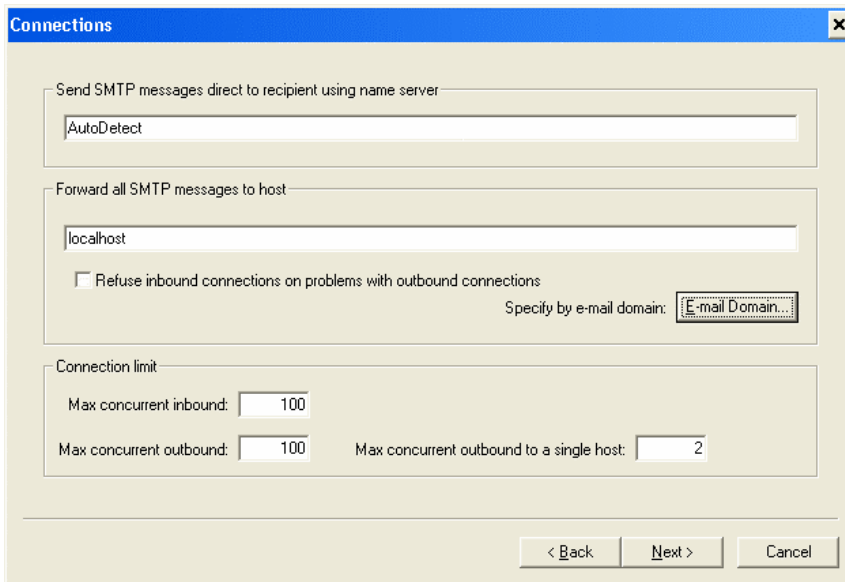 Connections
Send SMTP messages direct to recipient using name server
AutoDetect
Forward all SMTP messages to host
localhost
Refuse inbound connections on problems with outbound connections
Specify by e-mail domain: E-mail Domain...
Connection limit
Max concurrent inbound: 100
Max concurrent outbound: 100 Max concurrent outbound to a single host: 2
< Back Next > Cancel